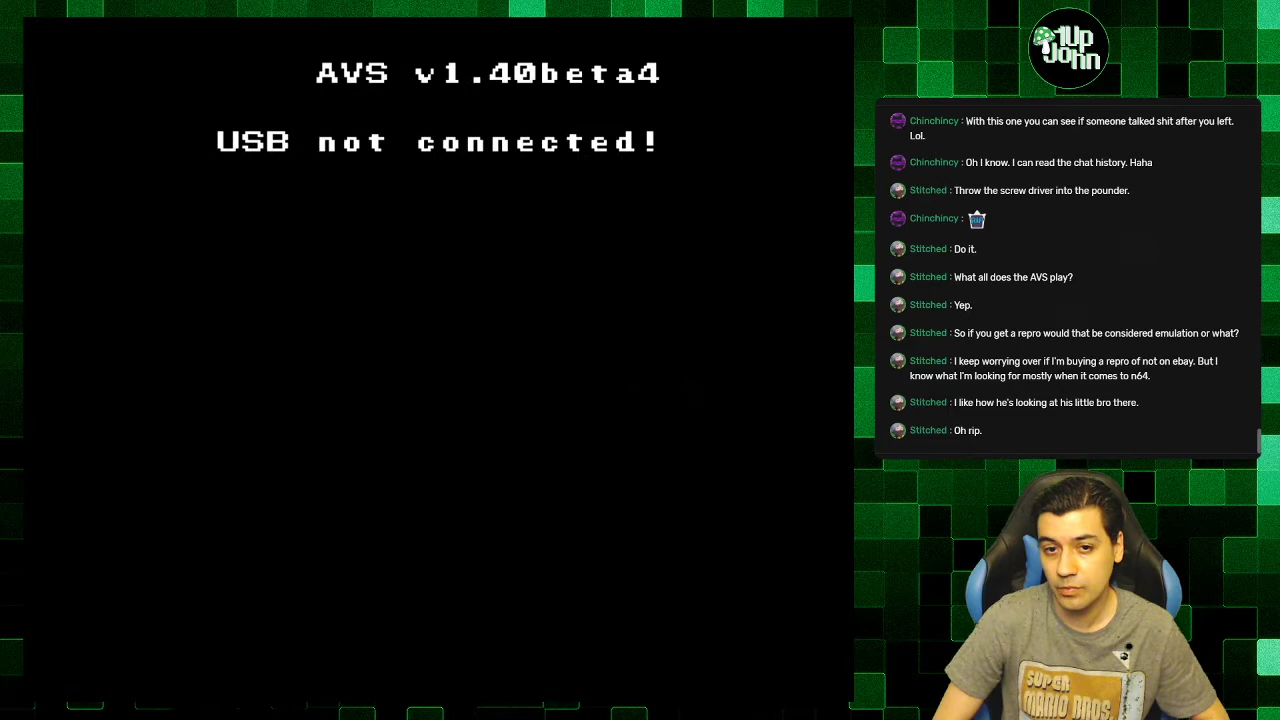 AVS v1.40beta4
USB not connected!
1Up
John
Chinchincy : With this one you can see if someone talked shit after you left.
Lol.
Chinchincy : Oh I know. I can read the chat history. Haha
Stitched : Throw the screw driver into the pounder.
Chinchincy :
Stitched : Do it.
Stitched : What all does the AVS play?
Stitched : Yep.
Stitched : So if you get a repro would that be considered emulation or what?
Stitched : I keep worrying over if I'm buying a repro of not on ebay. But I
know what I'm looking for mostly when it comes to n64.
Stitched : I like how he's looking at his little bro there.
Stitched : Oh rip.
SUPER
MARIO BROS